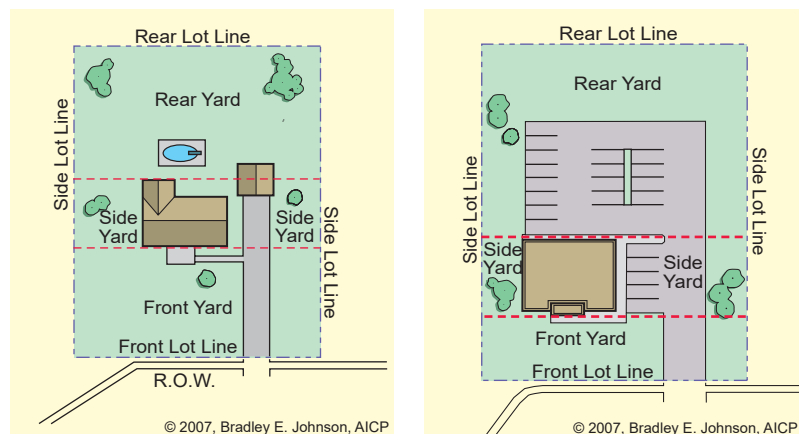 Rear Lot Line
Rear Yard
Side Lot Line
Side
Yard
Side
Yard
Side Lot Line
Front Yard
Front Lot Line
R.O.W.
© 2007, Bradley E. Johnson, AICP
Rear Lot Line
Rear Yard
Side Lot Line
Side Lot Line
Side
Yard
Side
Yard
Front Yard
Front Lot Line
© 2007, Bradley E. Johnson, AICP